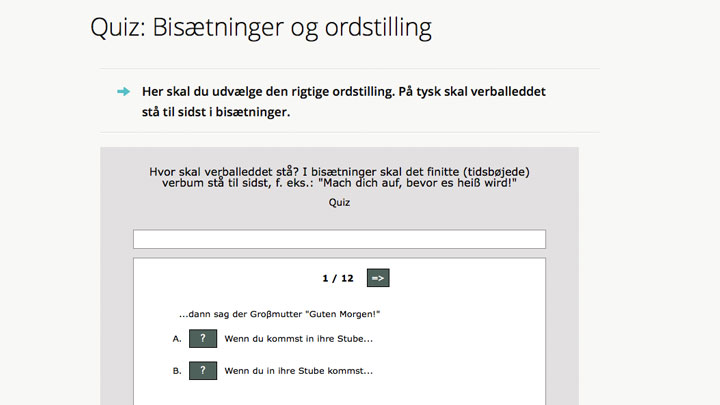 Quiz: Bisætninger og ordstilling
Her skal du udvælge den rigtige ordstilling. På tysk skal verballeddet
stå til sidst i bisætninger.
Hvor skal verballeddet stå? I bisætninger skal det finitte (tidsbøjede)
verbum stå til sidst, f. eks.: "Mach dich auf, bevor es heiß wird!"
Quiz
1 / 12 =>
...dann sag der Groβmutter "Guten Morgen!"
A. ? Wenn du kommst in ihre Stube...
B. ? Wenn du in ihre Stube kommst...